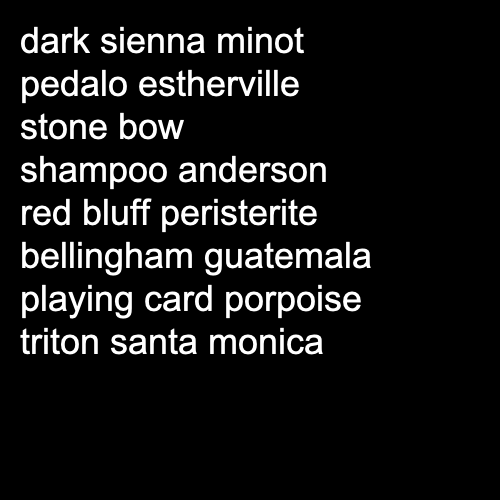 dark sienna minot
pedalo estherville
stone bow
shampoo anderson
red bluff peristerite
bellingham guatemala
playing card porpoise
triton santa monica